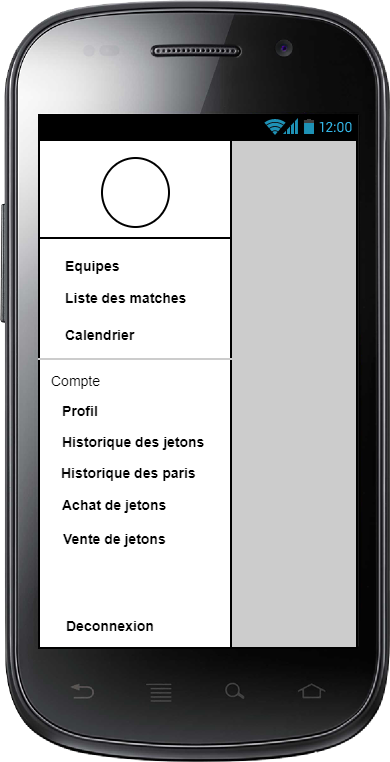 12:00
Equipes
Liste des matches
Calendrier
Compte
Profil
Historique des jetons
Historique des paris
Achat de jetons
Vente de jetons
Deconnexion